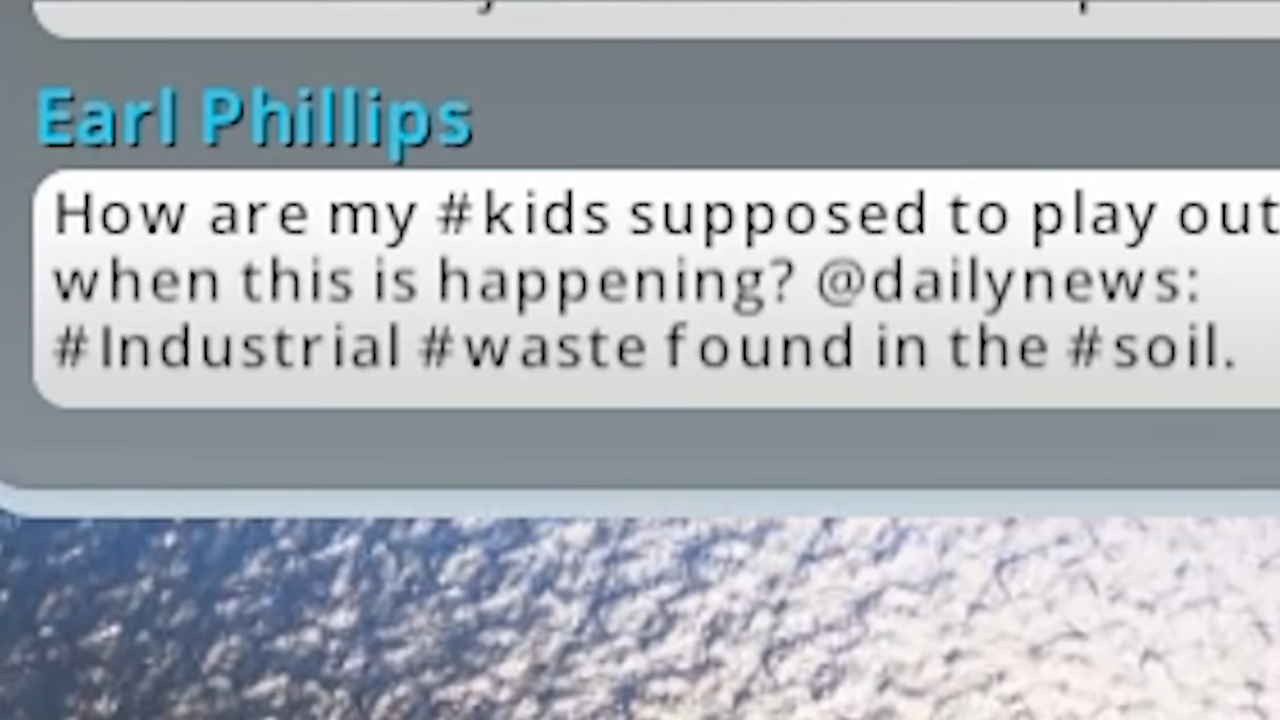 Earl Phillips
How are my #kids supposed to play out
when this is happening? @dailynews:
#Industrial #waste found in the #soil.